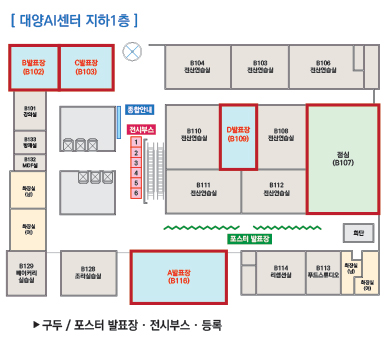 [ 대양AI센터 지하1층 ]
B발표장
(B102)
C발표장
(B103)
B104
전산연습실
B103
전산연습실
B106
전산연습실
B101
강의실
종합안내
B133
방재실
전시부스
1
2
3
4
5
6
B110
전산연습실
D발표장
(B109)
B108
전산연습실
점심
(B107)
B132
MDF실
화장실
(남)
B111
전산연습실
B112
전산연습실
화장실
(여)
포스터 발표장
화단
B129
베이커리
실습실
B128
조리실습실
A발표장
(B116)
B114
리셉션실
B113
푸드스튜디오
화장실
(남)
화장실
(여)
▶구두 / 포스터 발표장 · 전시부스 · 등록